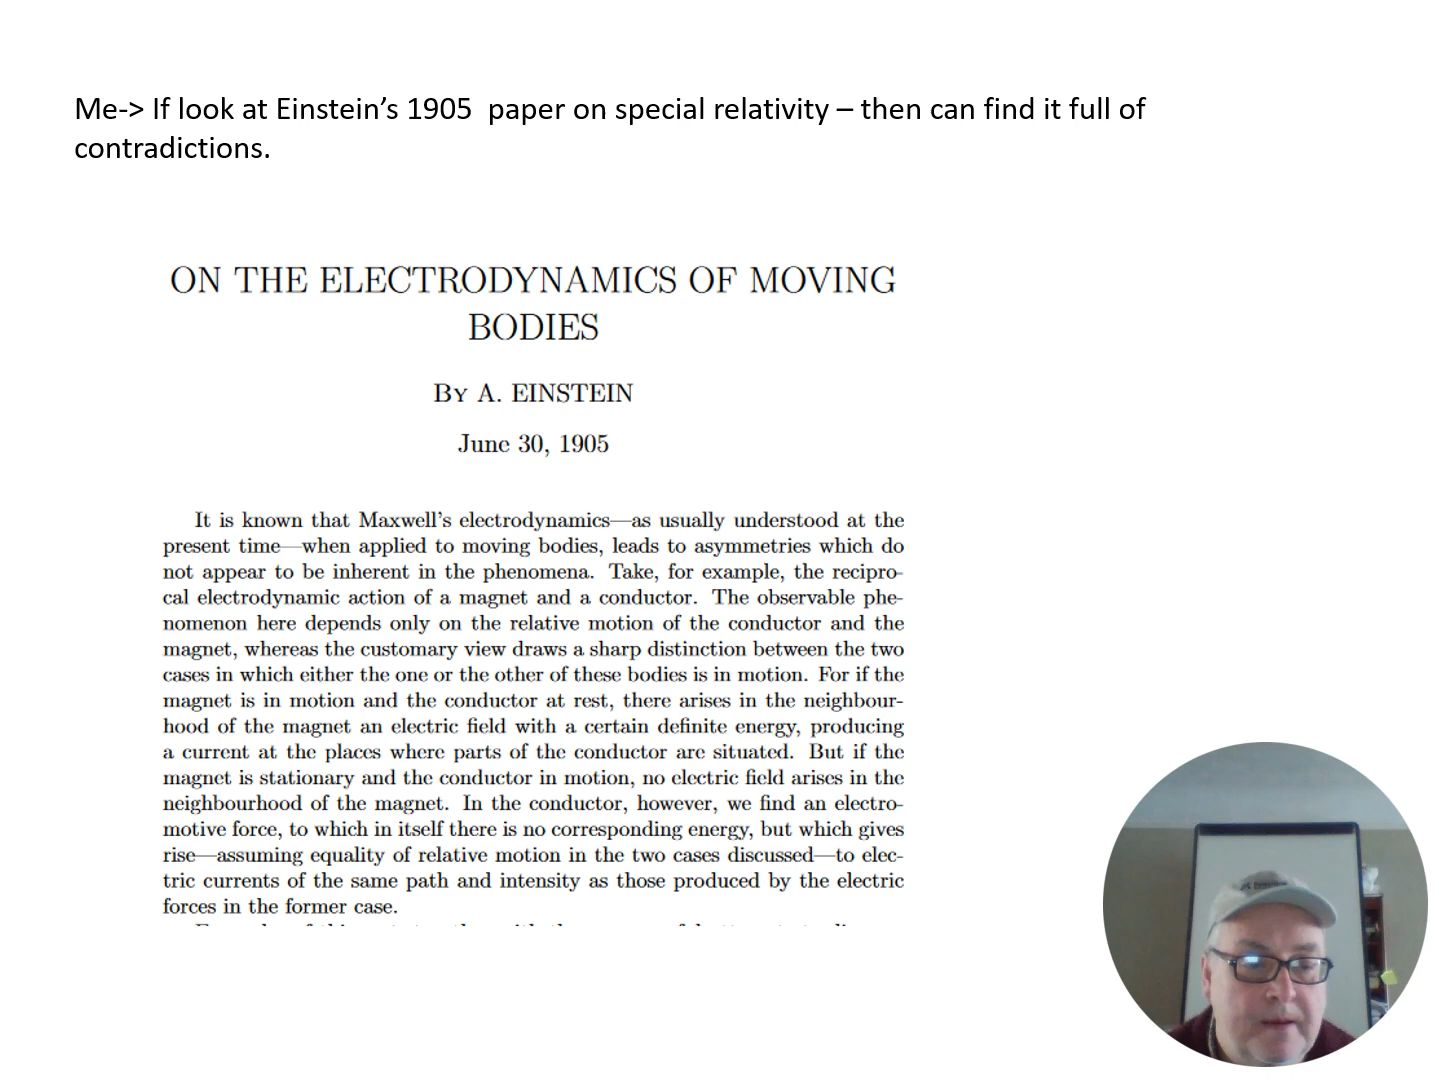 Me-> If look at Einstein’s 1905  paper on special relativity – then can find it full of
contradictions.
ON THE ELECTRODYNAMICS OF MOVING
BODIES
By A. EINSTEIN
June 30, 1905
It is known that Maxwell’s electrodynamics—as usually understood at the
present time—when applied to moving bodies, leads to asymmetries which do
not appear to be inherent in the phenomena. Take, for example, the recipro-
cal electrodynamic action of a magnet and a conductor. The observable phe-
nomenon here depends only on the relative motion of the conductor and the
magnet, whereas the customary view draws a sharp distinction between the two
cases in which either the one or the other of these bodies is in motion. For if the
magnet is in motion and the conductor at rest, there arises in the neighbour-
hood of the magnet an electric field with a certain definite energy, producing
a current at the places where parts of the conductor are situated. But if the
magnet is stationary and the conductor in motion, no electric field arises in the
neighbourhood of the magnet. In the conductor, however, we find an electro-
motive force, to which in itself there is no corresponding energy, but which gives
rise—assuming equality of relative motion in the two cases discussed—to elec-
tric currents of the same path and intensity as those produced by the electric
forces in the former case.